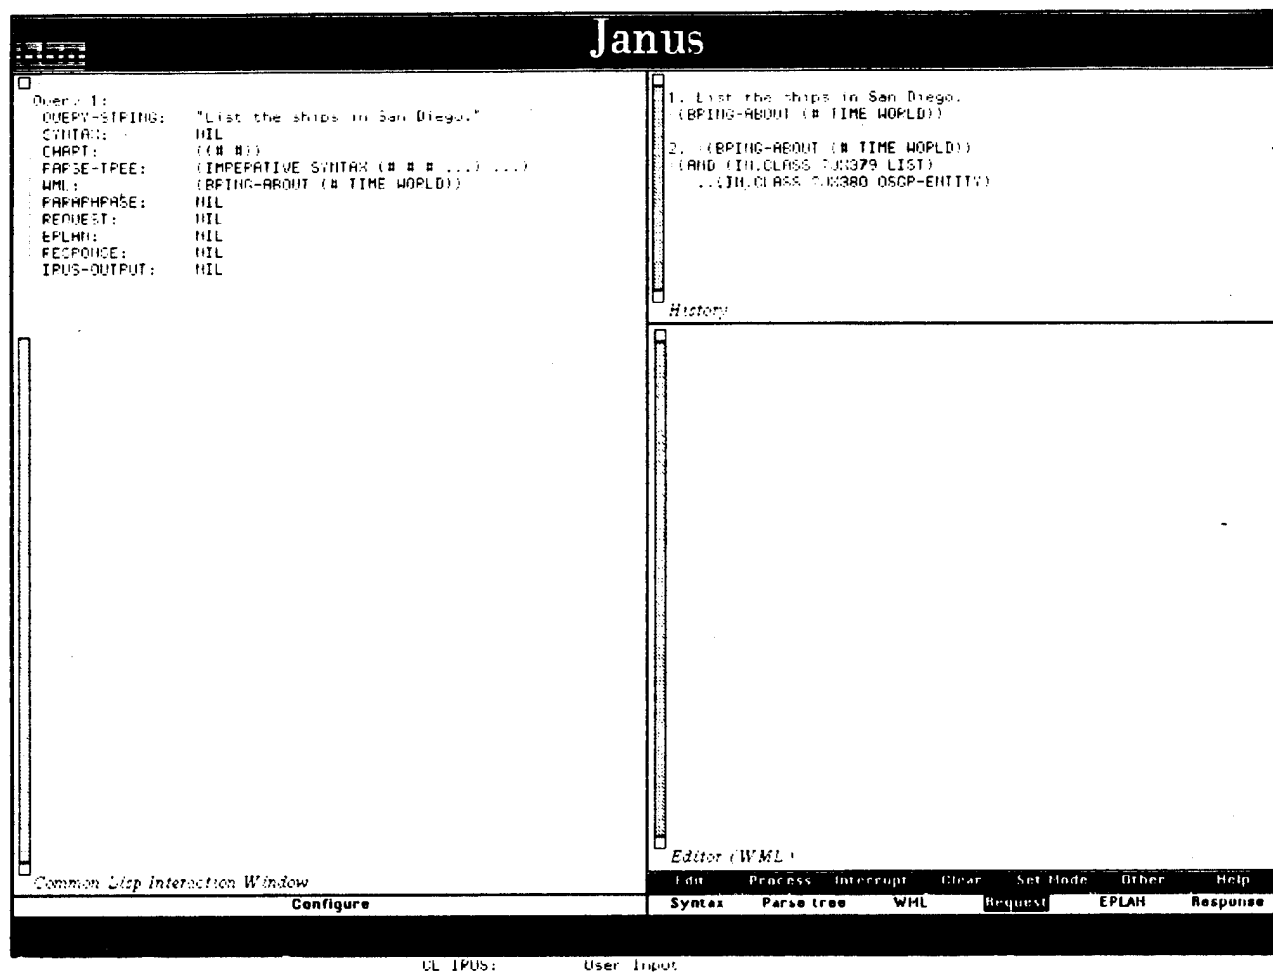 Janus
Query 1:
QUERY-STRING: "List the ships in San Diego."
SYNTAX: NIL
CHART: ((# #))
PARSE-TREE: (IMPERATIVE SYNTAX (# # # ...) ...)
WML: (BRING-ABOUT (# TIME WORLD))
PARAPHRASE: NIL
REQUEST: NIL
EPLAN: NIL
RESPONSE: NIL
IRUS-OUTPUT: NIL
Common Lisp Interaction Window
Configure
1. List the ships in San Diego.
(BRING-ABOUT (# TIME WORLD))
2. (BRING-ABOUT (# TIME WORLD))
(AND (IN.CLASS LIST)
..(IN.CLASS OSGP-ENTITY)
History
Editor (WML)
Edit Process Interrupt Clear Set Mode Other Help
Syntax Parse tree WML Request EPLAN Response
CL IRUS: User Input